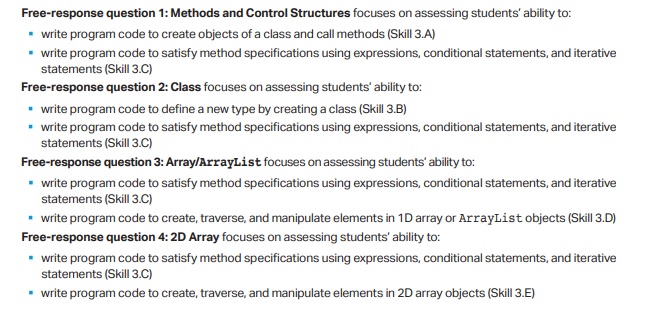 Free-response question 1: Methods and Control Structures focuses on assessing students' ability to:
▪ write program code to create objects of a class and call methods (Skill 3.A)
▪ write program code to satisfy method specifications using expressions, conditional statements, and iterative
statements (Skill 3.C)
Free-response question 2: Class focuses on assessing students' ability to:
▪ write program code to define a new type by creating a class (Skill 3.B)
▪ write program code to satisfy method specifications using expressions, conditional statements, and iterative
statements (Skill 3.C)
Free-response question 3: Array/ArrayList focuses on assessing students' ability to:
▪ write program code to satisfy method specifications using expressions, conditional statements, and iterative
statements (Skill 3.C)
▪ write program code to create, traverse, and manipulate elements in 1D array or ArrayList objects (Skill 3.D)
Free-response question 4: 2D Array focuses on assessing students' ability to:
▪ write program code to satisfy method specifications using expressions, conditional statements, and iterative
statements (Skill 3.C)
▪ write program code to create, traverse, and manipulate elements in 2D array objects (Skill 3.E)